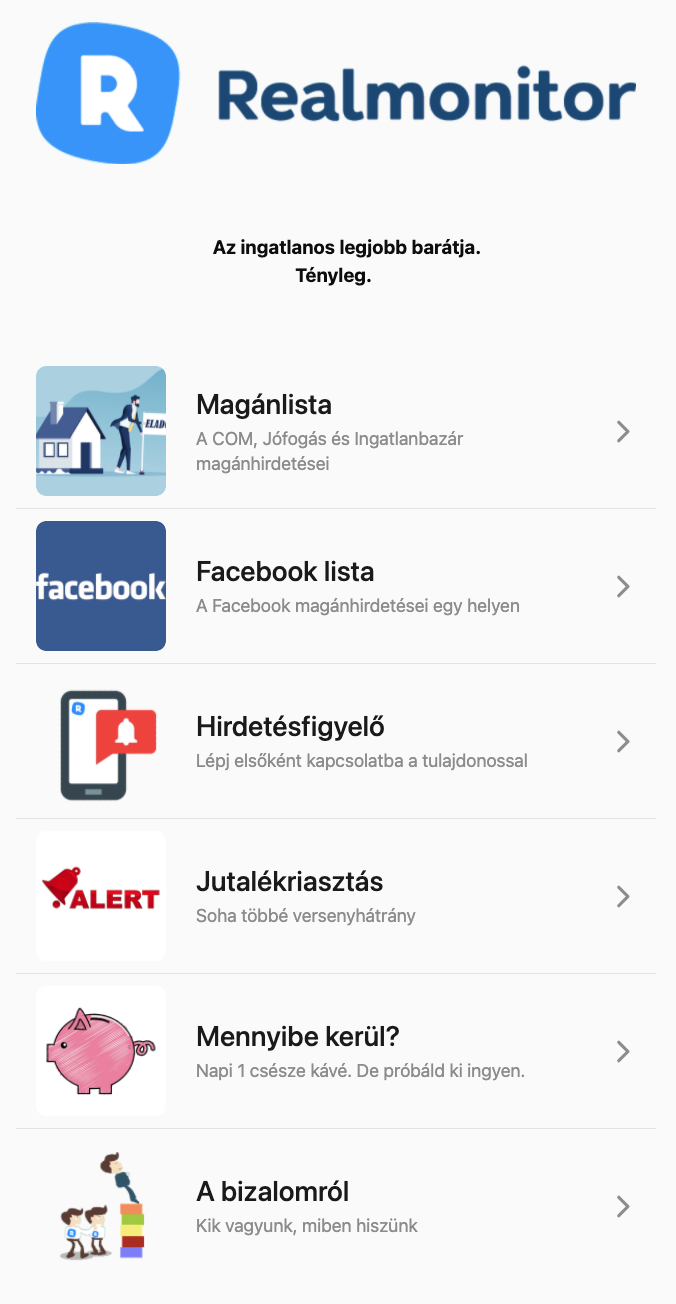 R Realmonitor
Az ingatlanos legjobb barátja.
Tényleg.
ELAD
Magánlista
A COM, Jófogás és Ingatlanbazár
magánhirdetései
facebook
Facebook lista
A Facebook magánhirdetései egy helyen
R
Hirdetésfigyelő
Lépj elsőként kapcsolatba a tulajdonossal
ALERT
Jutalékriasztás
Soha többé versenyhátrány
Mennyibe kerül?
Napi 1 csésze kávé. De próbáld ki ingyen.
R
A bizalomról
Kik vagyunk, miben hiszünk